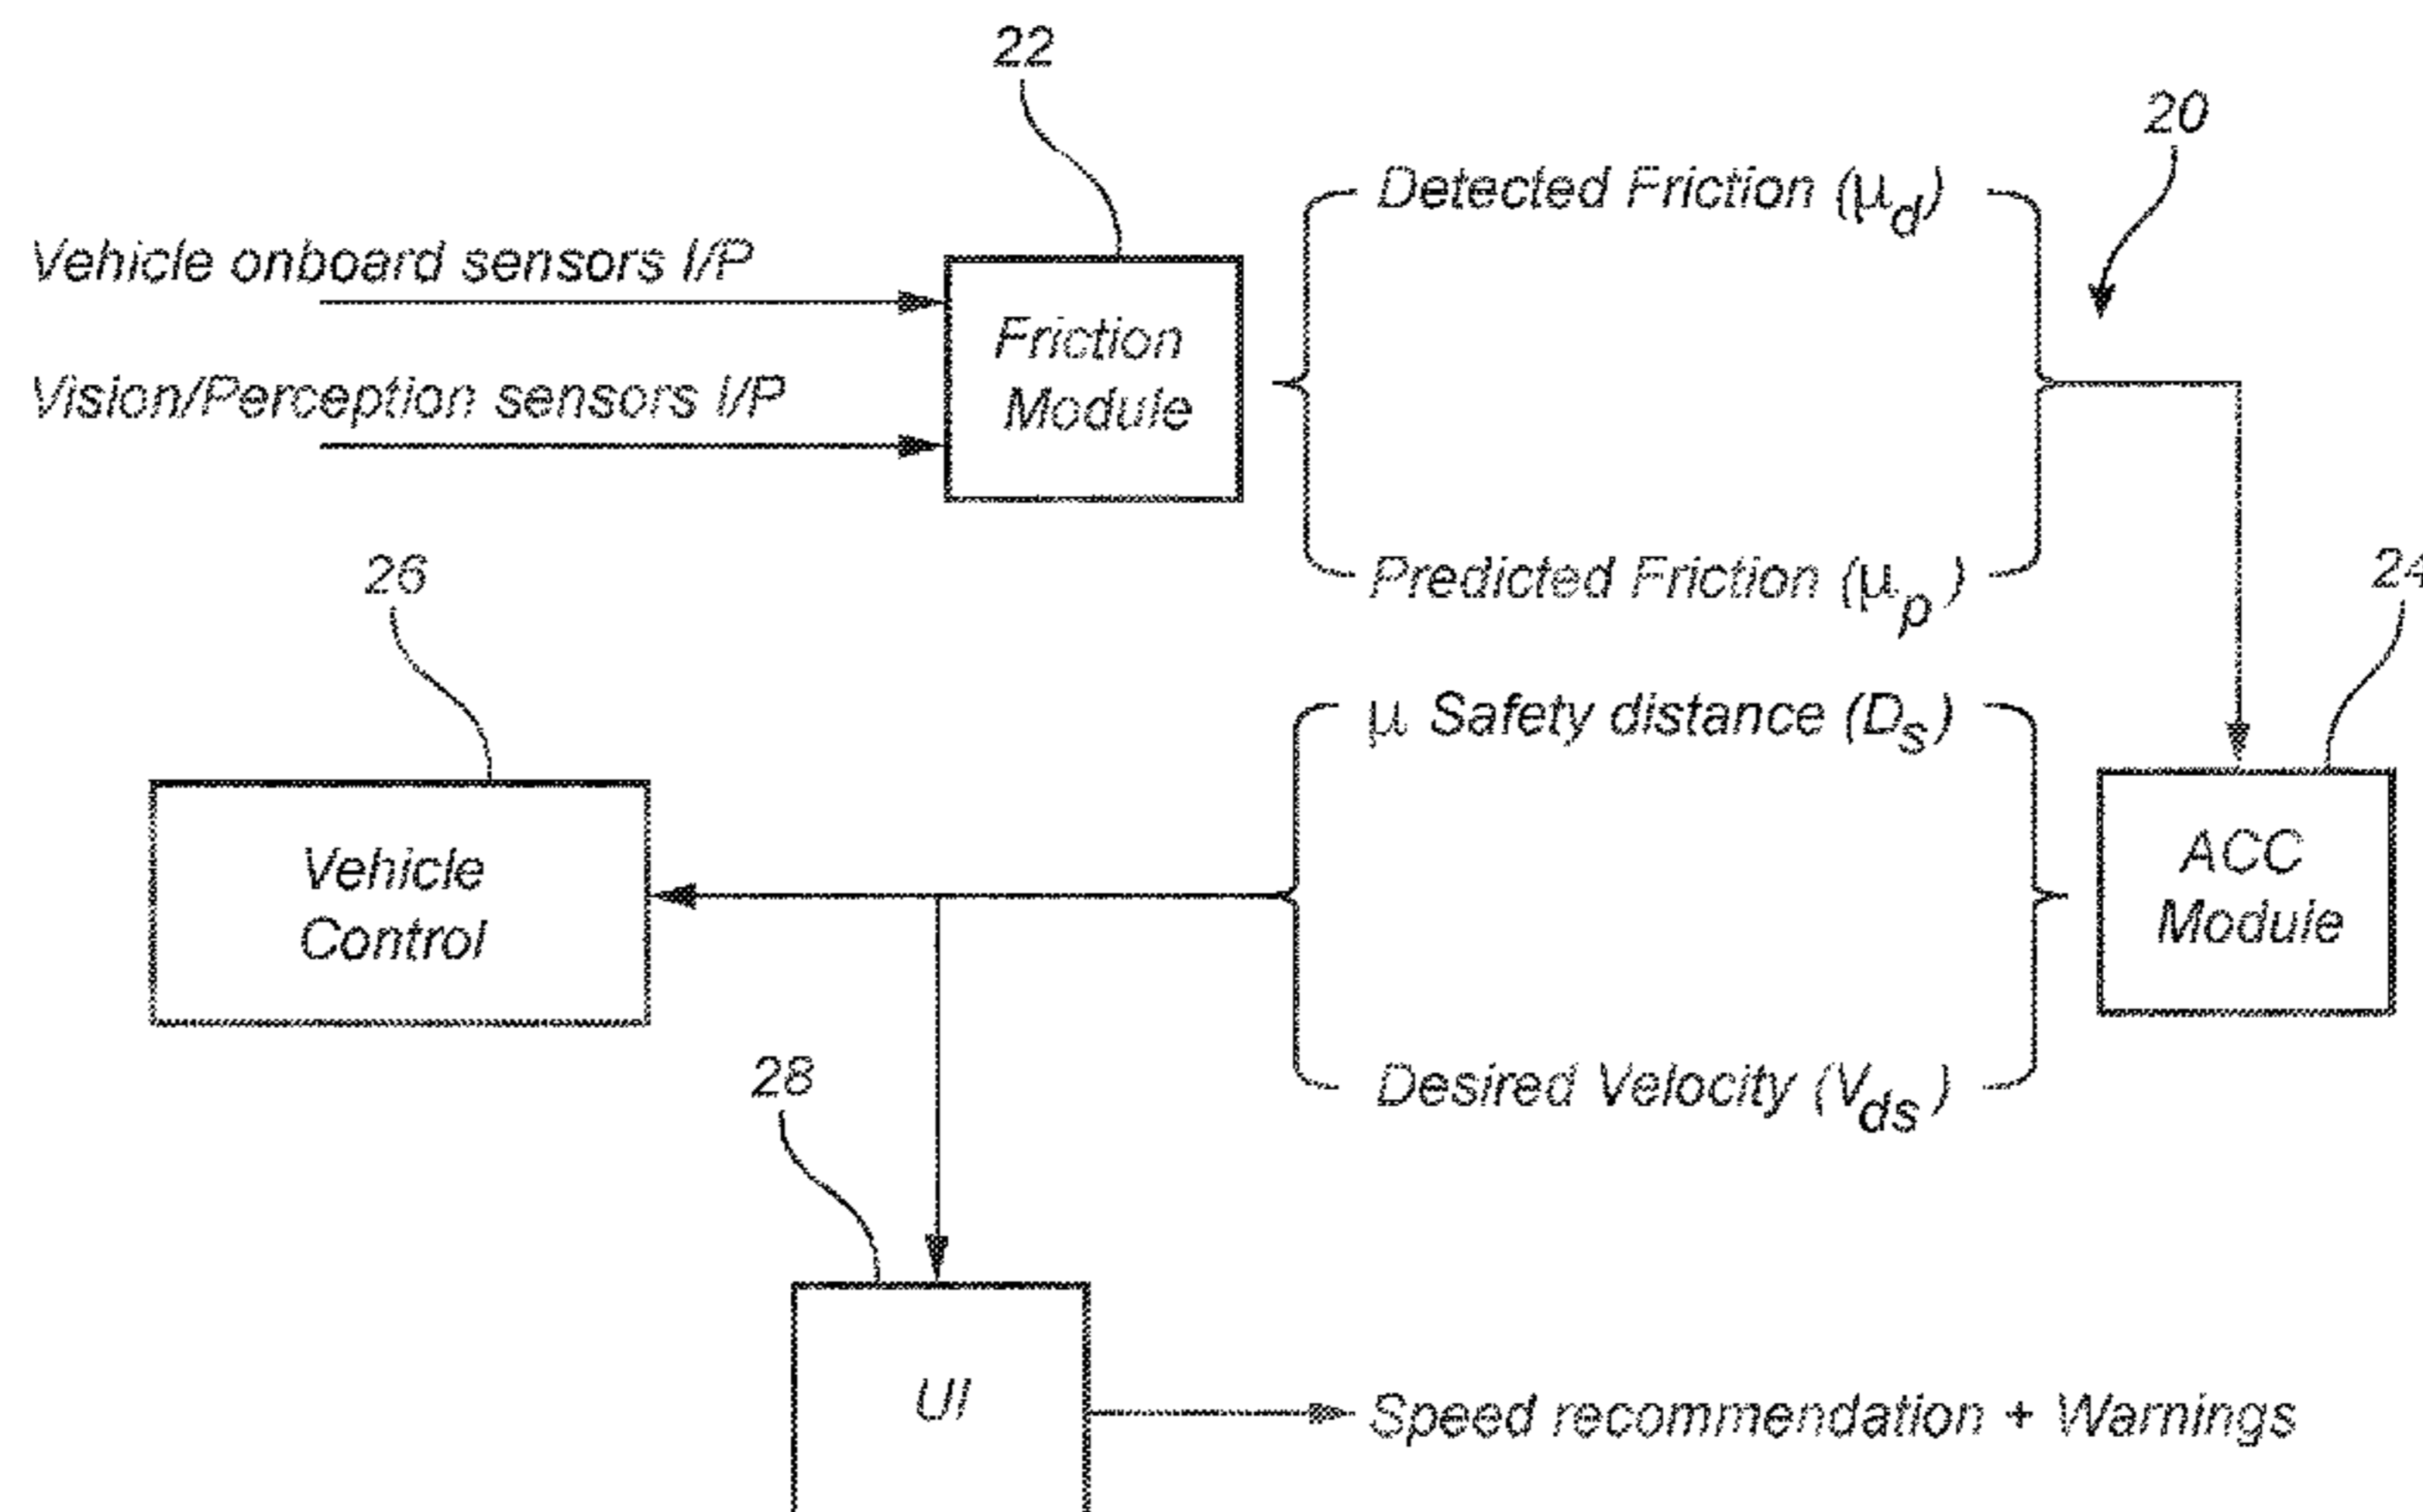 22
20
Detected Friction (μd)
Vehicle onboard sensors I/P
Friction
Module
Vision/Perception sensors I/P
Predicted Friction (μp)
26
24
μ Safety distance (Ds)
Vehicle
Control
ACC
Module
28
Desired Velocity (Vds)
UI
Speed recommendation + Warnings